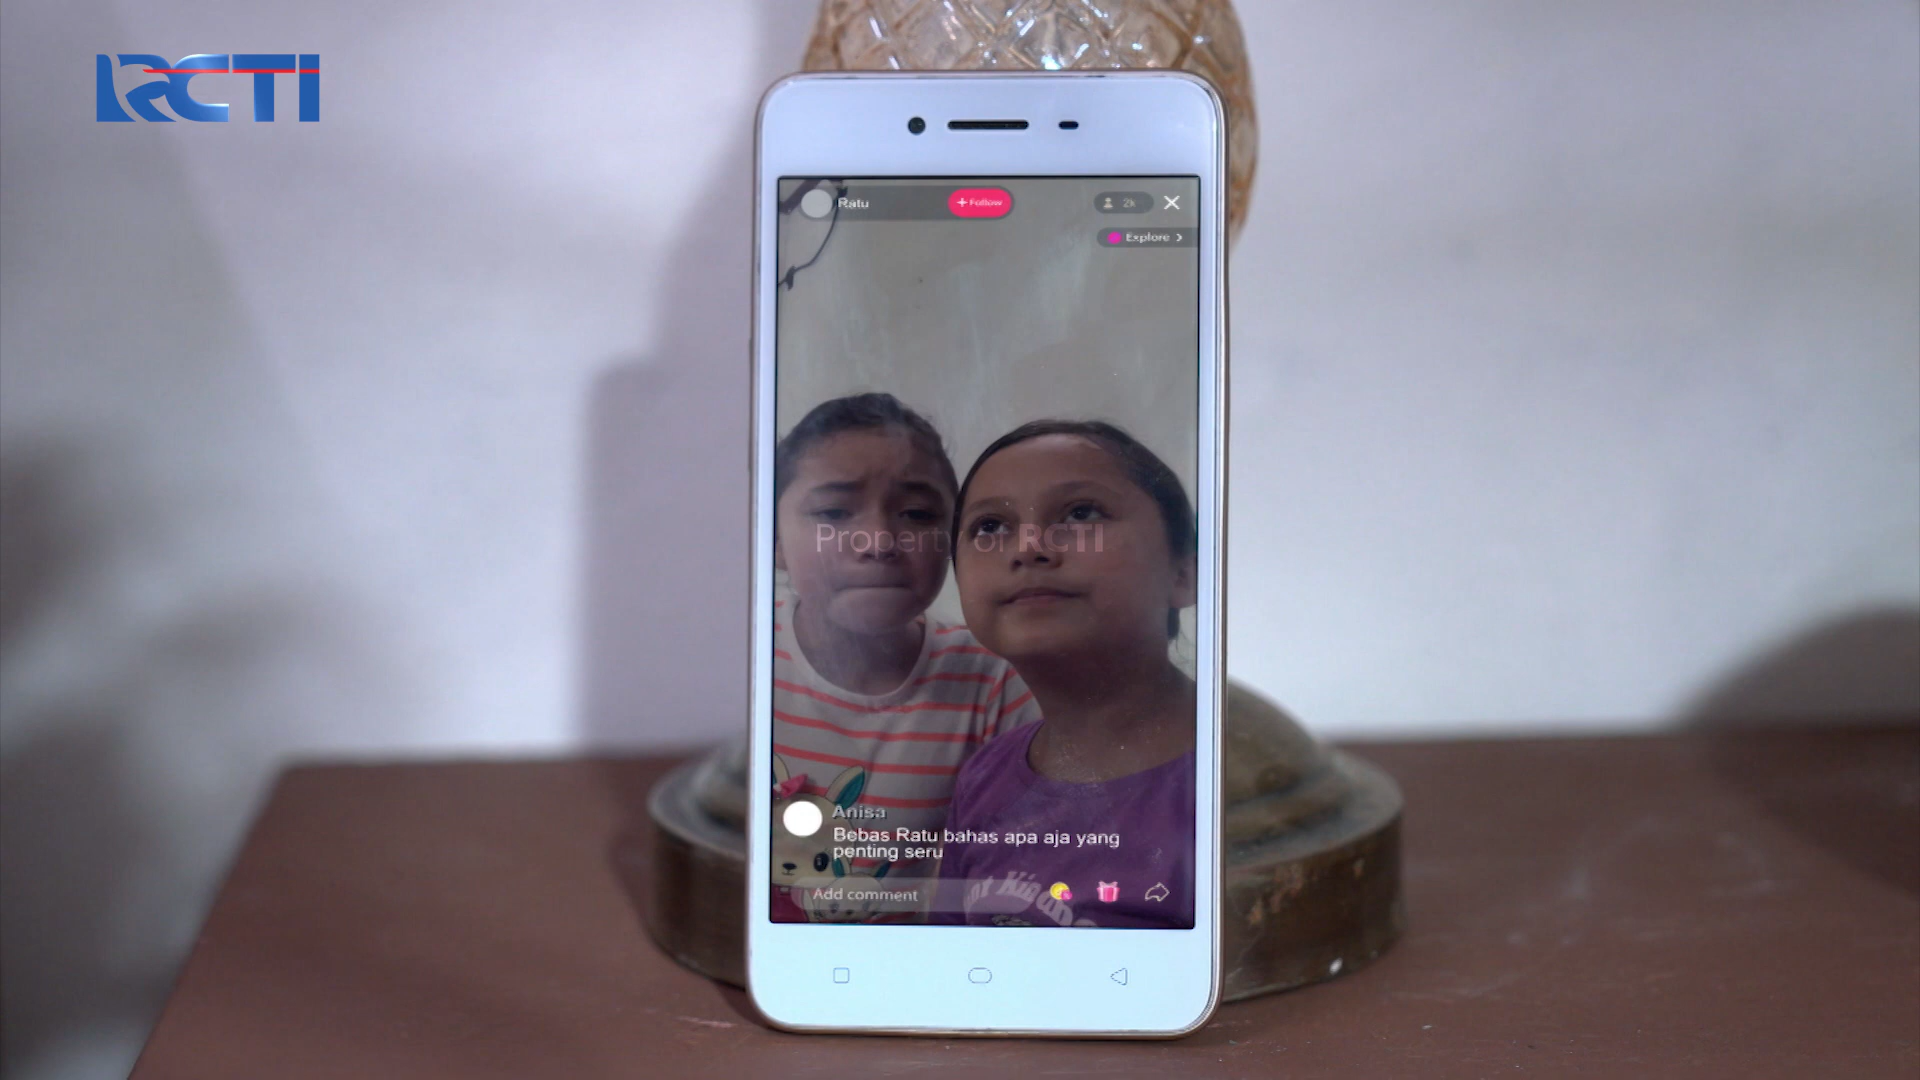 RCTI
Ratu
+ Follow
2k
Explore >
Property of RCTI
Anisa
Bebas Ratu bahas apa aja yang
penting seru
Add comment